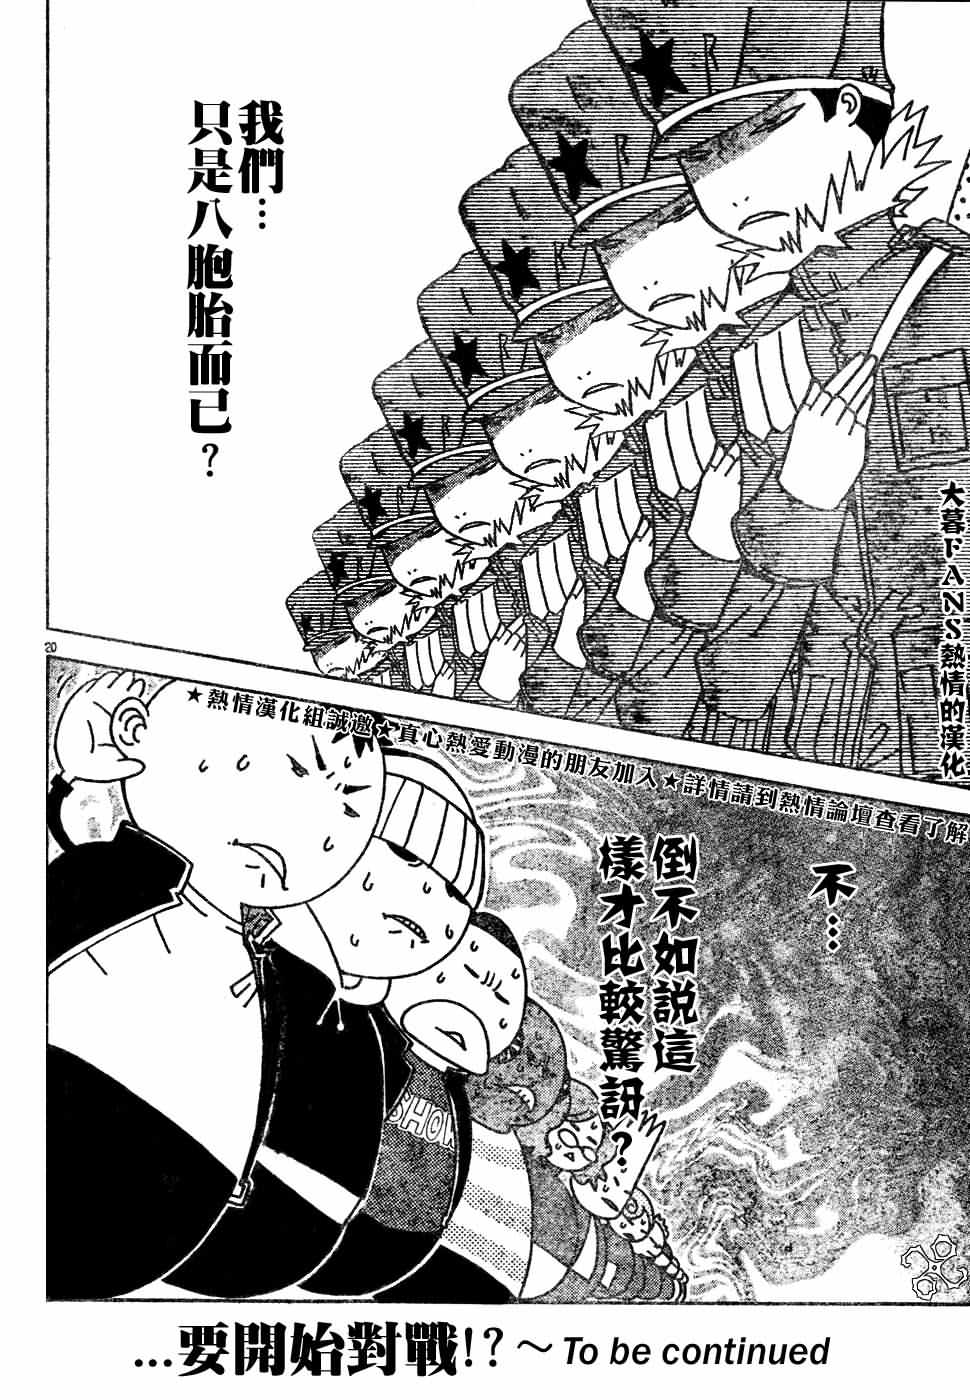 我們…
只是八胞胎而已？
大暮FANS熱情的漢化
20
★熱情漢化組誠邀★真心熱愛動漫的朋友加入★詳情請到熱情論壇查看了解
不…
倒不如說這
樣才比較驚訝？
SHOW
…要開始對戰!?～To be continued